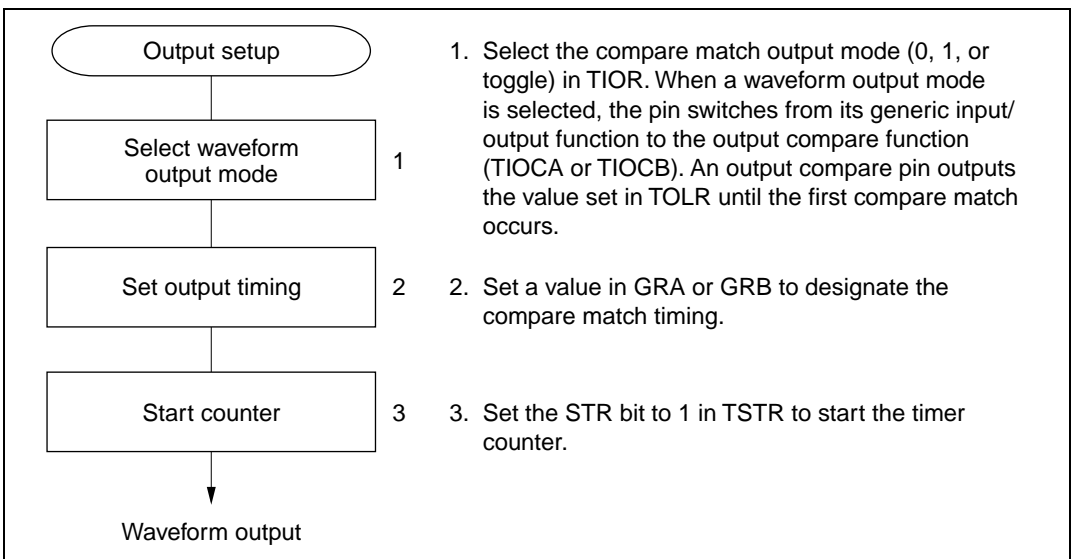 Output setup
Select waveform
output mode
1
Set output timing
2
Start counter
3
Waveform output
1. Select the compare match output mode (0, 1, or
toggle) in TIOR. When a waveform output mode
is selected, the pin switches from its generic input/
output function to the output compare function
(TIOCA or TIOCB). An output compare pin outputs
the value set in TOLR until the first compare match
occurs.
2. Set a value in GRA or GRB to designate the
compare match timing.
3. Set the STR bit to 1 in TSTR to start the timer
counter.